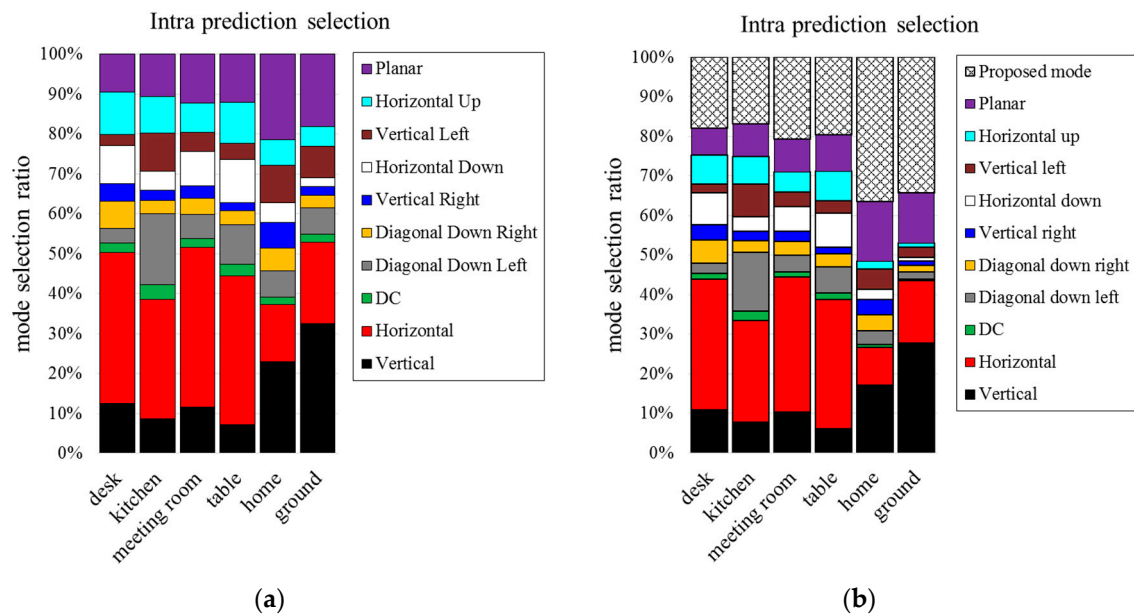 Intra prediction selection
mode selection ratio
100%
90%
80%
70%
60%
50%
40%
30%
20%
10%
0%
desk
kitchen
meeting room
table
home
ground
Planar
Horizontal Up
Vertical Left
Horizontal Down
Vertical Right
Diagonal Down Right
Diagonal Down Left
DC
Horizontal
Vertical
(a)
Intra prediction selection
mode selection ratio
100%
90%
80%
70%
60%
50%
40%
30%
20%
10%
0%
desk
kitchen
meeting room
table
home
ground
Proposed mode
Planar
Horizontal up
Vertical left
Horizontal down
Vertical right
Diagonal down right
Diagonal down left
DC
Horizontal
Vertical
(b)